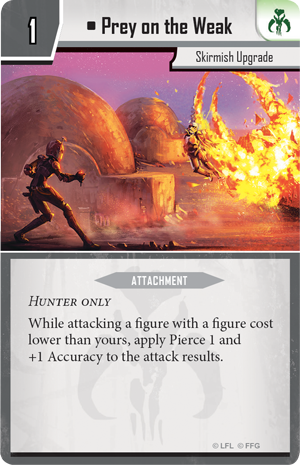 1
▪ Prey on the Weak
Skirmish Upgrade
ATTACHMENT
HUNTER ONLY
While attacking a figure with a figure cost
lower than yours, apply Pierce 1 and
+1 Accuracy to the attack results.
© LFL © FFG